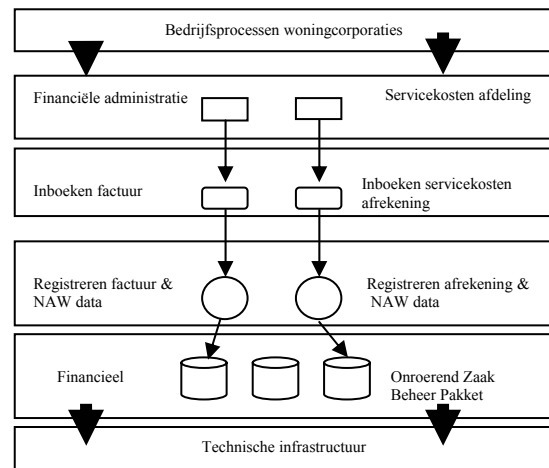 Bedrijfsprocessen woningcorporaties
Financiële administratie
Servicekosten afdeling
Inboeken factuur
Inboeken servicekosten
afrekening
Registreren factuur &
NAW data
Registreren afrekening &
NAW data
Financieel
Onroerend Zaak
Beheer Pakket
Technische infrastructuur